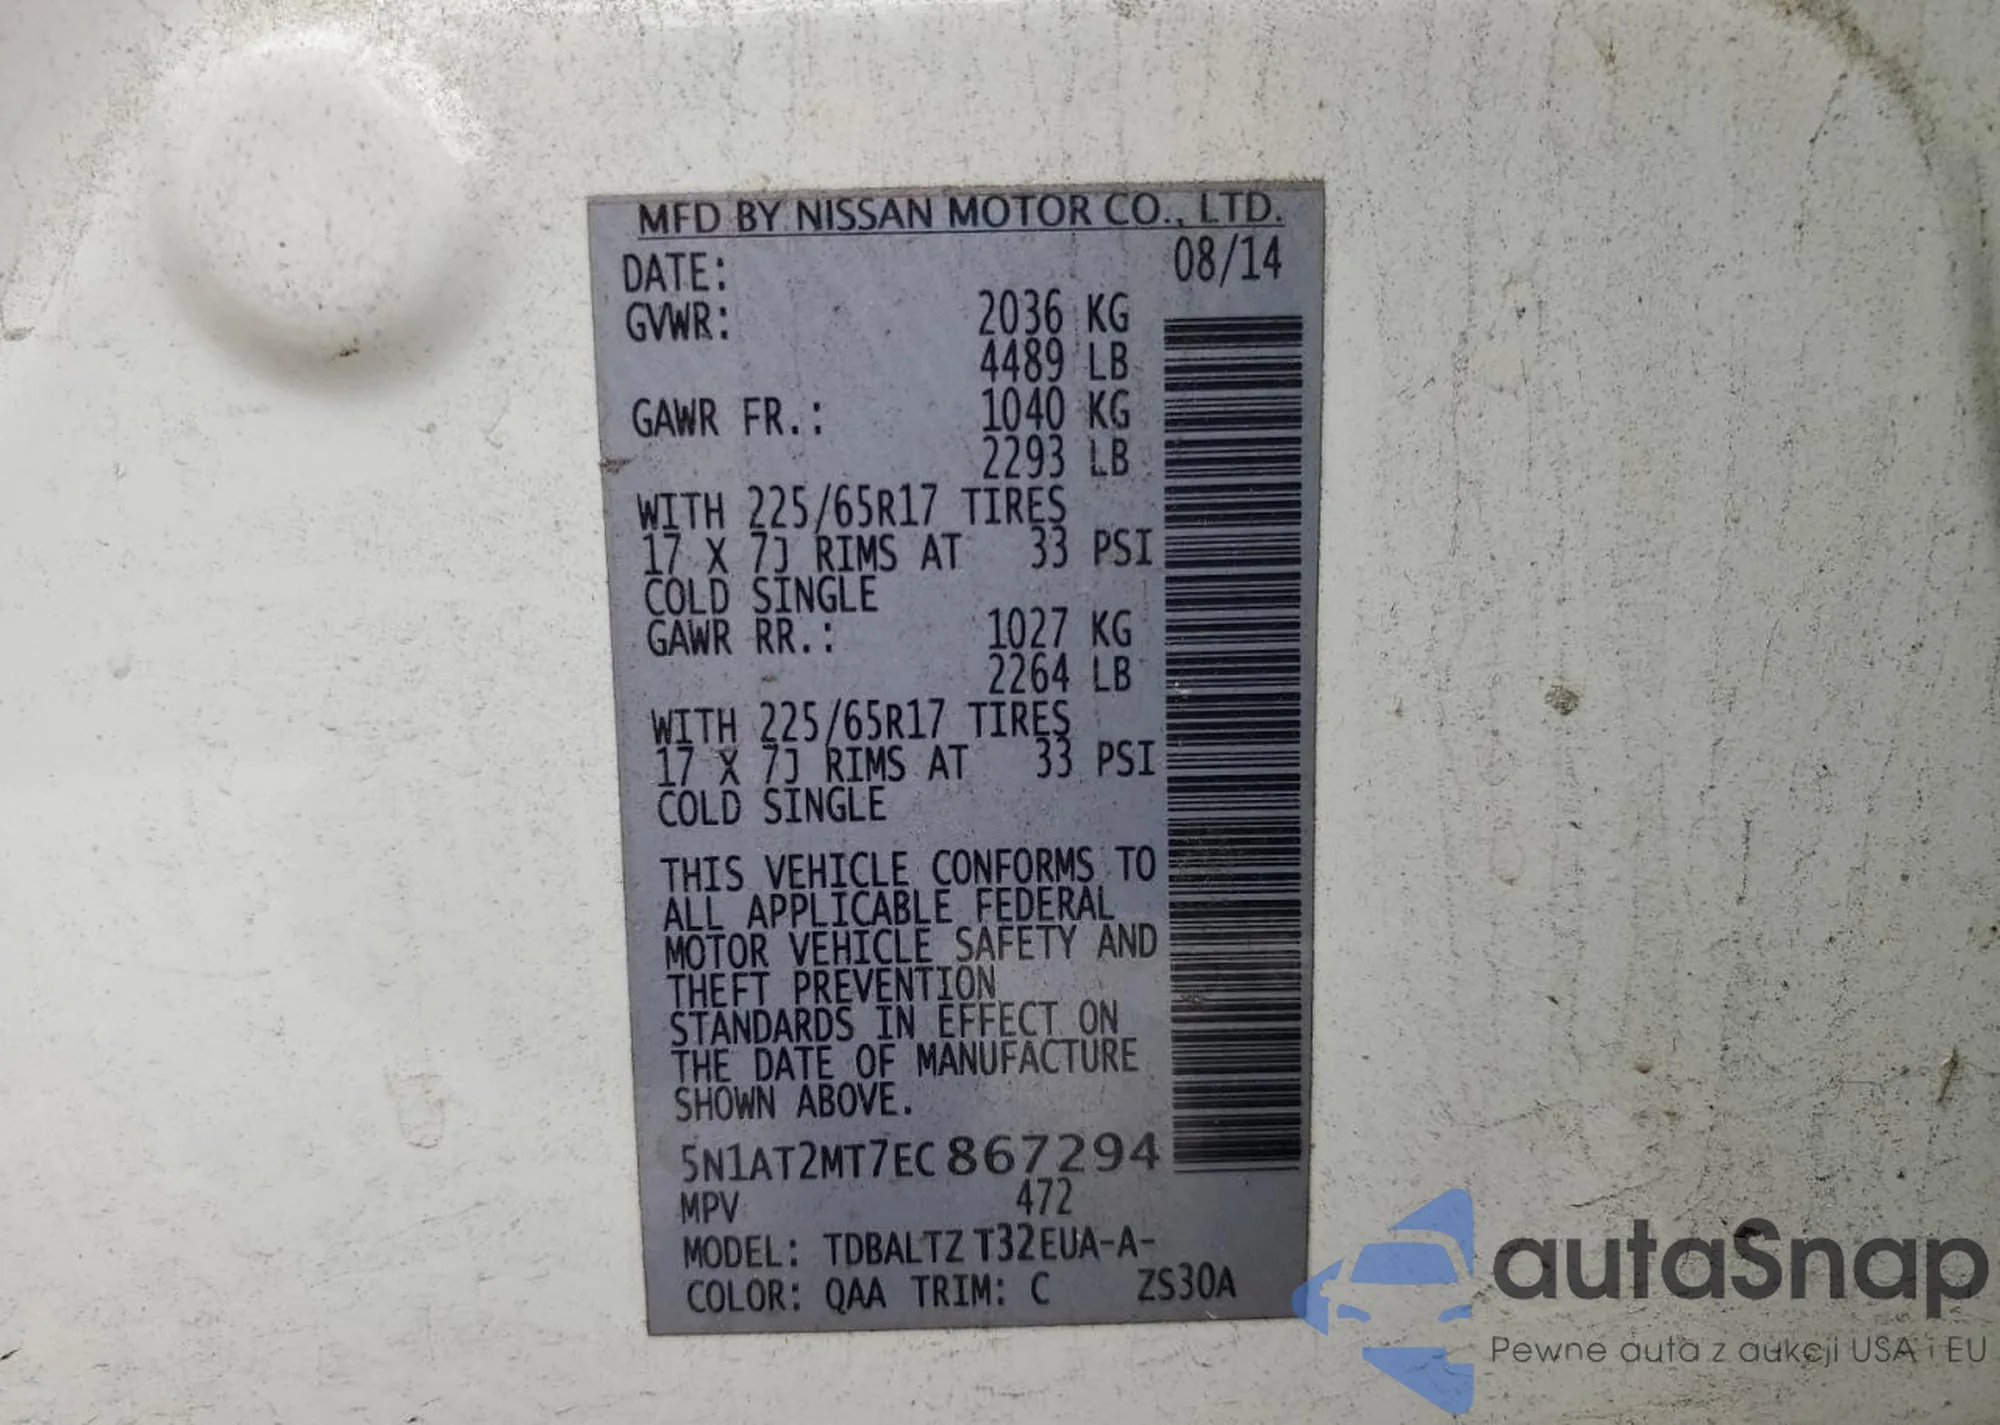 MFD BY NISSAN MOTOR CO., LTD.
DATE: 08/14
GVWR: 2036 KG
4489 LB
GAWR FR.: 1040 KG
2293 LB
WITH 225/65R17 TIRES
17 X 7J RIMS AT 33 PSI
COLD SINGLE
GAWR RR.: 1027 KG
2264 LB
WITH 225/65R17 TIRES
17 X 7J RIMS AT 33 PSI
COLD SINGLE
THIS VEHICLE CONFORMS TO
ALL APPLICABLE FEDERAL
MOTOR VEHICLE SAFETY AND
THEFT PREVENTION
STANDARDS IN EFFECT ON
THE DATE OF MANUFACTURE
SHOWN ABOVE.
5N1AT2MT7EC867294
MPV 472
MODEL: TDBALTZ T32EUA-A-
COLOR: QAA TRIM: C ZS30A
autaSnap
Pewne auta z aukcji USA i EU